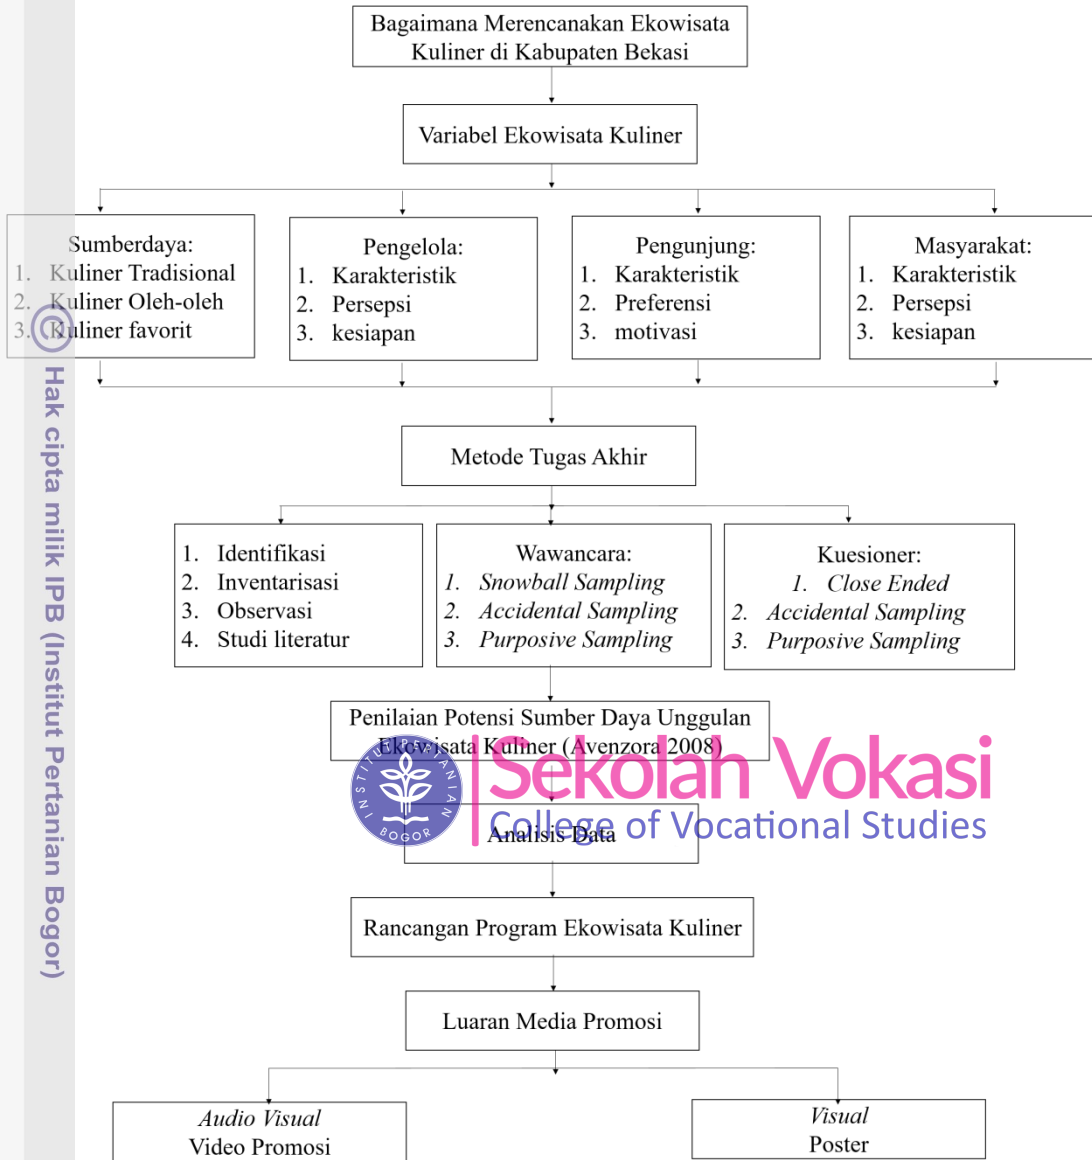 Bagaimana Merencanakan Ekowisata
Kuliner di Kabupaten Bekasi
Variabel Ekowisata Kuliner
Sumberdaya:
1. Kuliner Tradisional
2. Kuliner Oleh-oleh
3. Kuliner favorit
Pengelola:
1. Karakteristik
2. Persepsi
3. kesiapan
Pengunjung:
1. Karakteristik
2. Preferensi
3. motivasi
Masyarakat:
1. Karakteristik
2. Persepsi
3. kesiapan
Metode Tugas Akhir
1. Identifikasi
2. Inventarisasi
3. Observasi
4. Studi literatur
Wawancara:
1. Snowball Sampling
2. Accidental Sampling
3. Purposive Sampling
Kuesioner:
1. Close Ended
2. Accidental Sampling
3. Purposive Sampling
Penilaian Potensi Sumber Daya Unggulan
Ekowisata Kuliner (Avenzora 2008)
Analisis Data
Rancangan Program Ekowisata Kuliner
Luaran Media Promosi
Audio Visual
Video Promosi
Visual
Poster
© Hak cipta milik IPB (Institut Pertanian Bogor)
INSTITUT PERTANIAN
BOGOR
Sekolah Vokasi
College of Vocational Studies